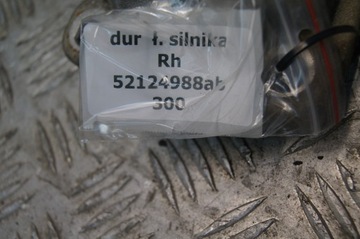 dur ł. silnika
Rh
52124988ab
300